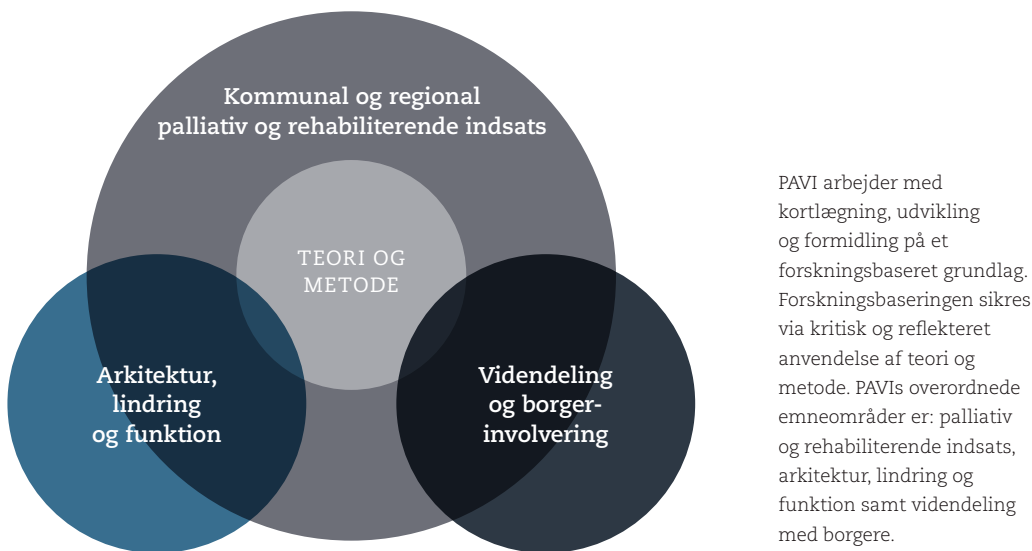 Kommunal og regional
palliativ og rehabiliterende indsats
TEORI OG
METODE
Arkitektur,
lindring
og funktion
Videndeling
og borger-
involvering
PAVI arbejder med
kortlægning, udvikling
og formidling på et
forskningsbaseret grundlag.
Forskningsbaseringen sikres
via kritisk og reflekteret
anvendelse af teori og
metode. PAVIs overordnede
emneområder er: palliativ
og rehabiliterende indsats,
arkitektur, lindring og
funktion samt videndeling
med borgere.